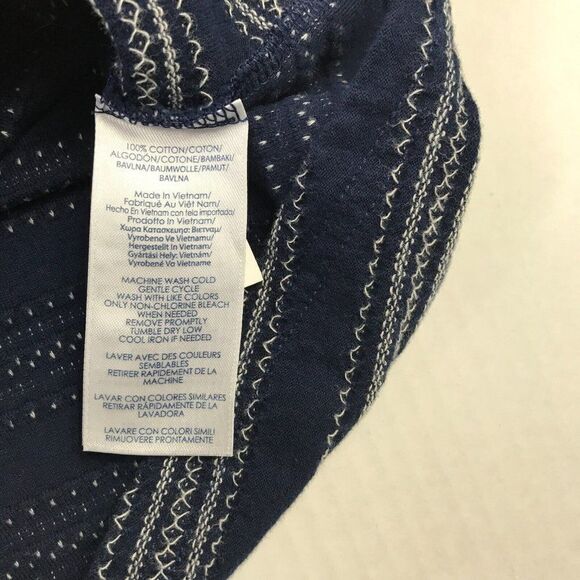 100% COTTON/COTON/
ALGODÓN/COTONE/BAMBAKI/
BAVLNA/BAUMWOLLE/PAMUT/
BAVLNA
Made In Vietnam/
Fabriqué Au Viêt Nam/
Hecho En Vietnam con tela importada/
Prodotto In Vietnam/
Χωρα Κατασκευησ: Βιετναμ/
Vyrobeno Ve Vietnamu/
Hergestellt In Vietnam/
Gyártási Hely: Vietnam/
Vyrobené Vo Vietname
MACHINE WASH COLD
GENTLE CYCLE
WASH WITH LIKE COLORS
ONLY NON-CHLORINE BLEACH
WHEN NEEDED
REMOVE PROMPTLY
TUMBLE DRY LOW
COOL IRON IF NEEDED
LAVER AVEC DES COULEURS
SEMBLABLES
RETIRER RAPIDEMENT DE LA
MACHINE
LAVAR CON COLORES SIMILARES
RETIRAR RÁPIDAMENTE DE LA
LAVADORA
LAVARE CON COLORI SIMILI
RIMUOVERE PRONTAMENTE